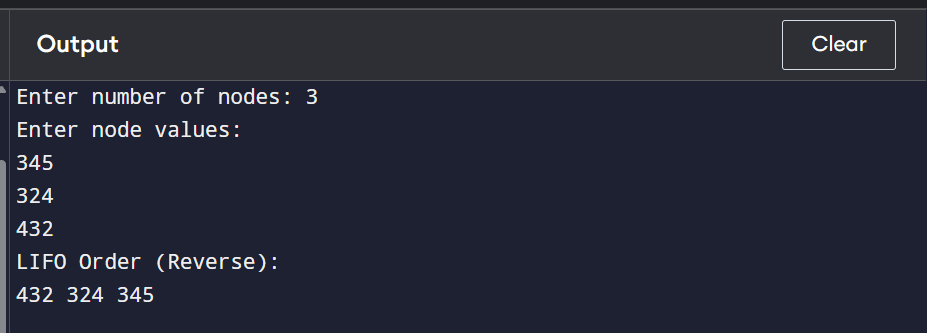 Output
Clear
Enter number of nodes: 3
Enter node values:
345
324
432
LIFO Order (Reverse):
432 324 345